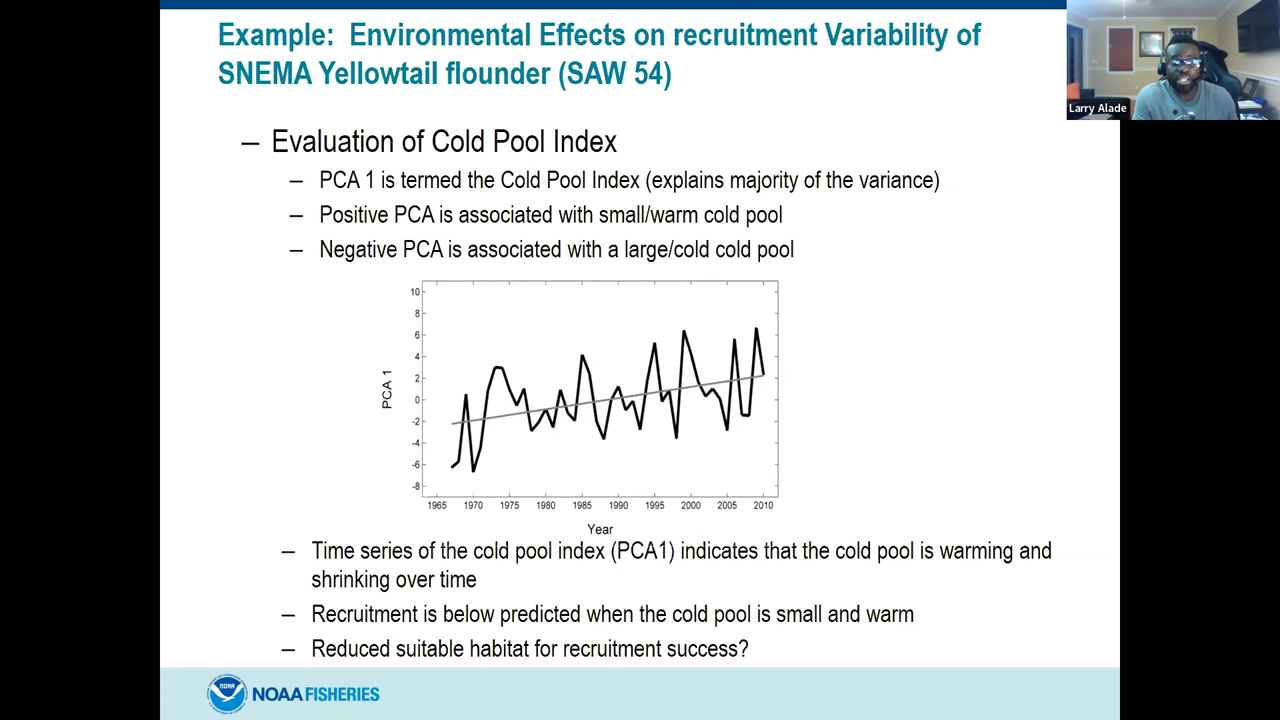 Example: Environmental Effects on recruitment Variability of
SNEMA Yellowtail flounder (SAW 54)
Larry Alade
– Evaluation of Cold Pool Index
– PCA 1 is termed the Cold Pool Index (explains majority of the variance)
– Positive PCA is associated with small/warm cold pool
– Negative PCA is associated with a large/cold cold pool
10
8
6
4
2
0
-2
-4
-6
-8
PCA 1
1965 1970 1975 1980 1985 1990 1995 2000 2005 2010
Year
– Time series of the cold pool index (PCA1) indicates that the cold pool is warming and
shrinking over time
– Recruitment is below predicted when the cold pool is small and warm
– Reduced suitable habitat for recruitment success?
NOAA
NOAA FISHERIES